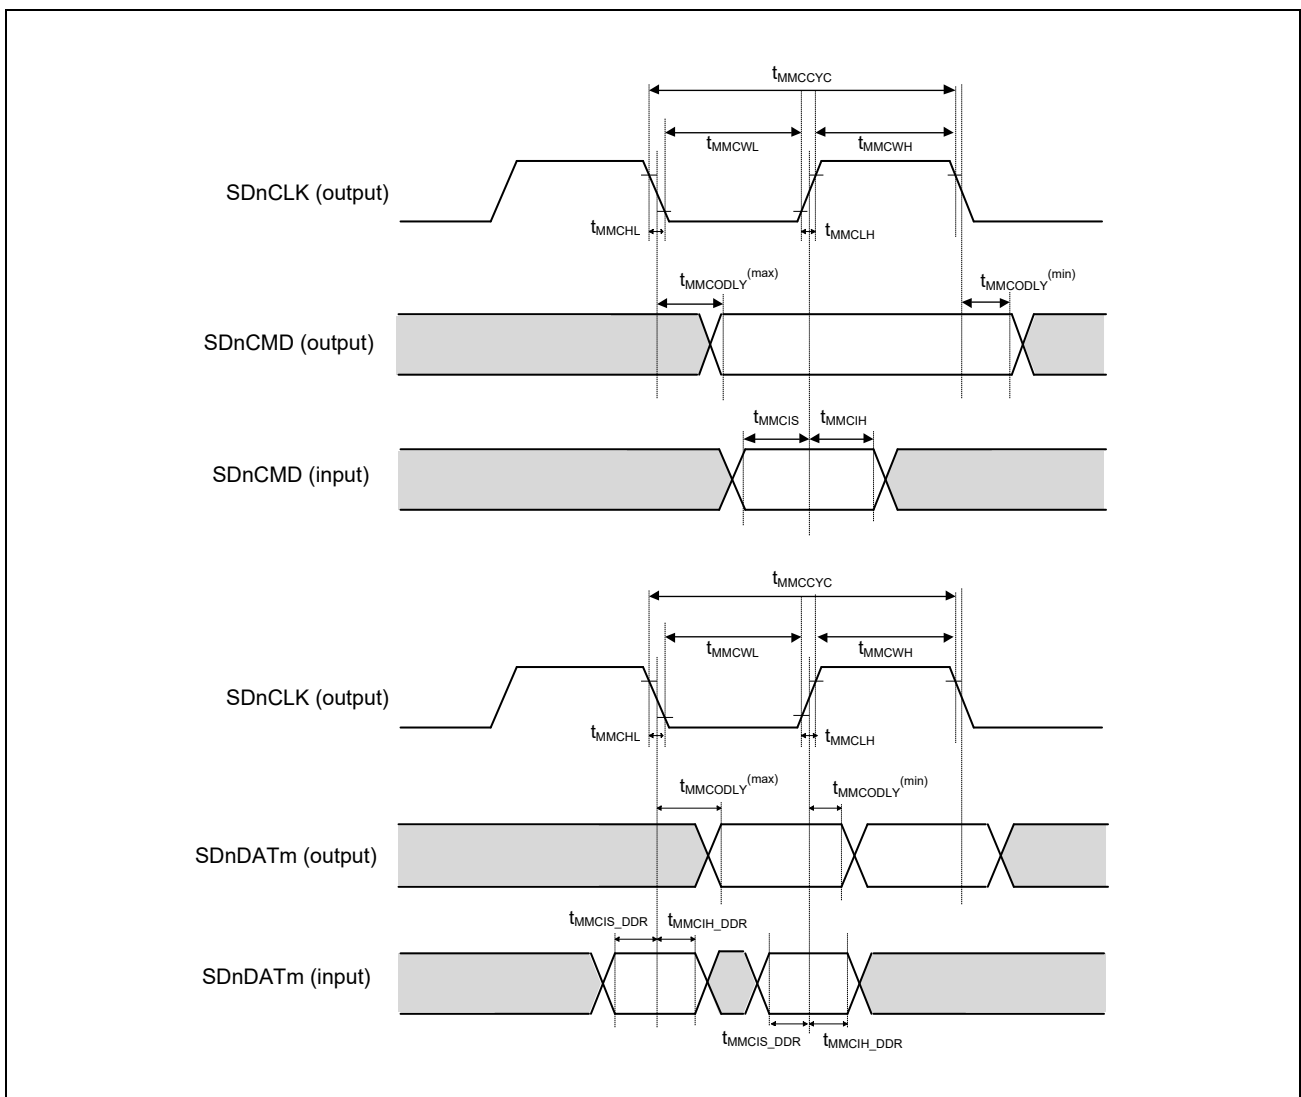 tMMCCYC
tMMCWL tMMCWH
SDnCLK (output)
tMMCHL tMMCLH
tMMCODLY(max) tMMCODLY(min)
SDnCMD (output)
tMMCIS tMMCIH
SDnCMD (input)
tMMCCYC
tMMCWL tMMCWH
SDnCLK (output)
tMMCHL tMMCLH
tMMCODLY(max) tMMCODLY(min)
SDnDATm (output)
tMMCIS_DDR tMMCIH_DDR
SDnDATm (input)
tMMCIS_DDR tMMCIH_DDR